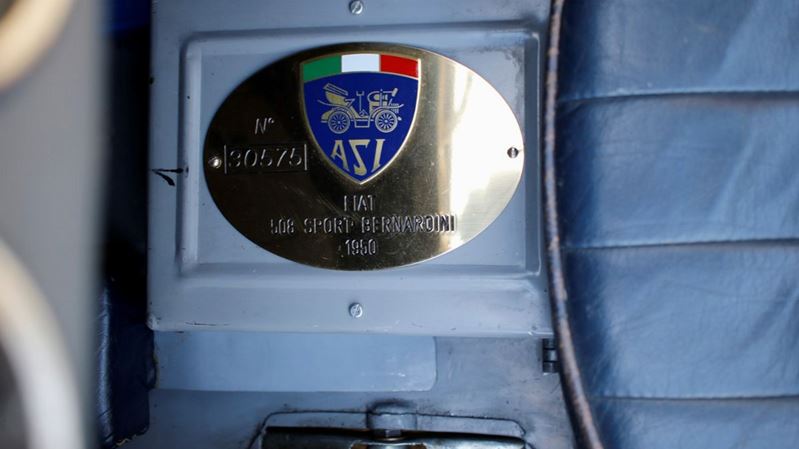 ASI
N°
30575
FIAT
508 SPORT BERNARDINI
1950